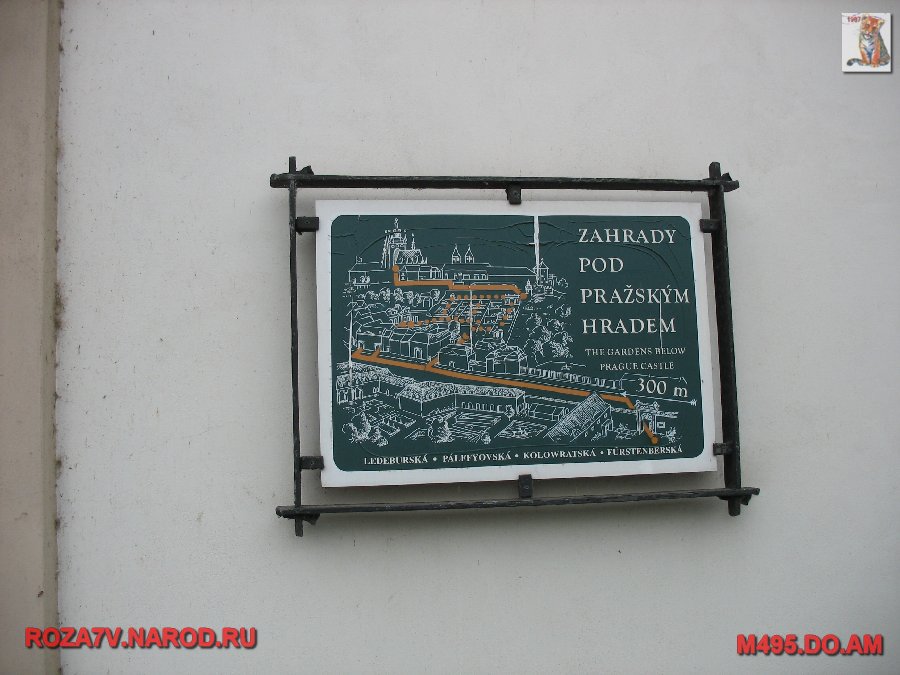 1997
ZAHRADY
POD
PRAŽSKÝM
HRADEM
THE GARDENS BELOW
PRAGUE CASTLE
300 m
LEDEBURSKÁ • PÁLFFYOVSKÁ • KOLOWRATSKÁ • FÜRSTENBERSKÁ
ROZA7V.NAROD.RU
M495.DO.AM